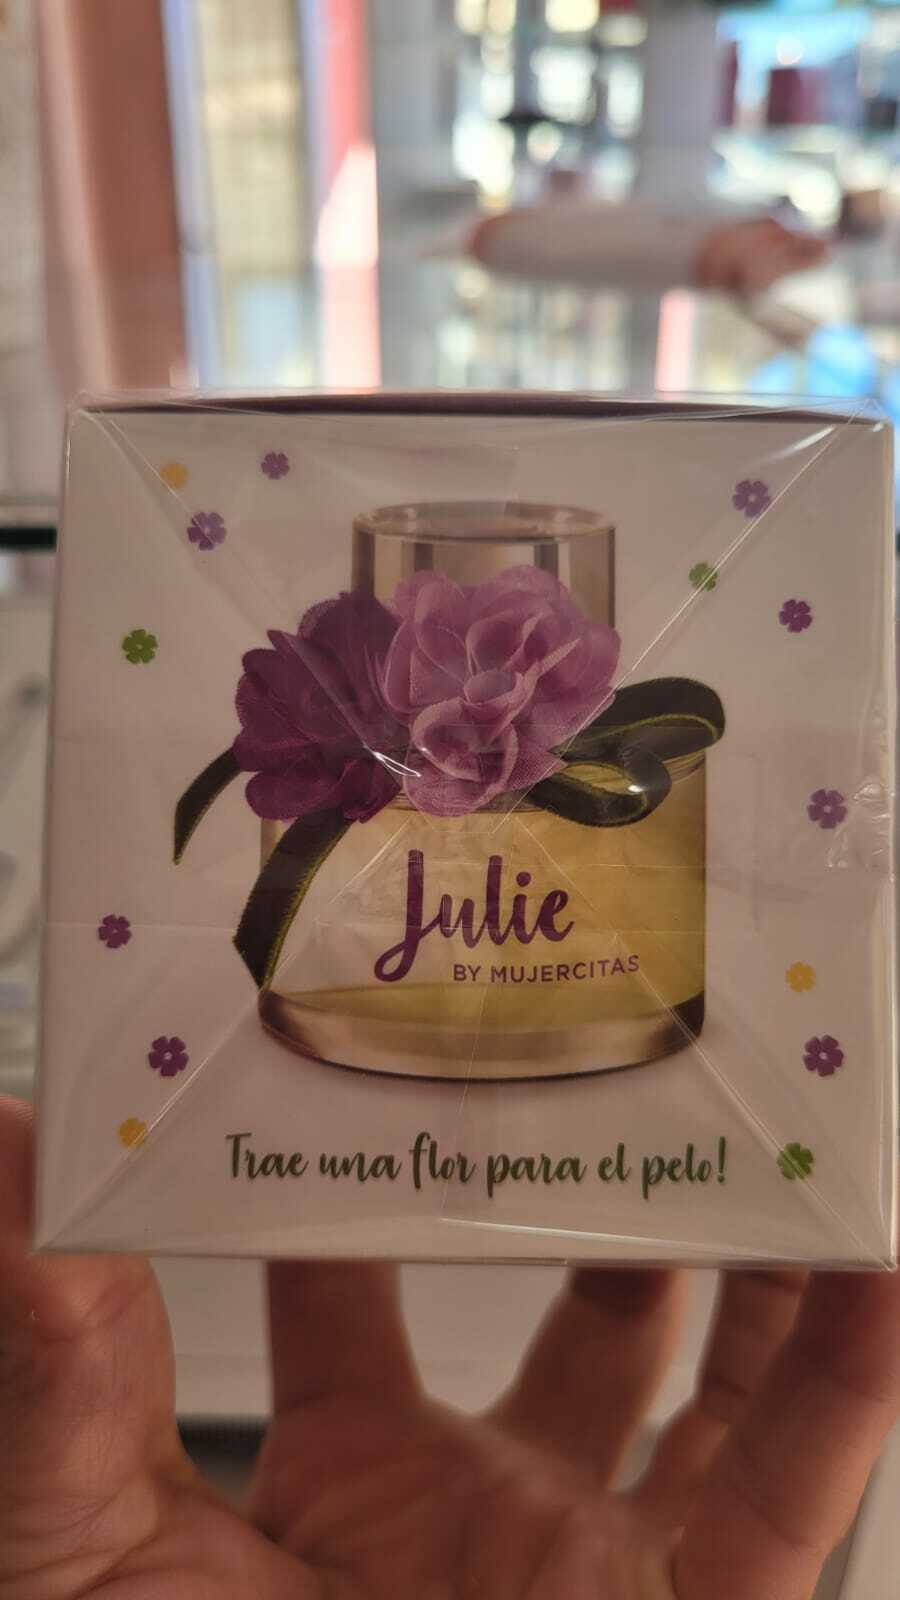 Julie
BY MUJERCITAS
Trae una flor para el pelo!